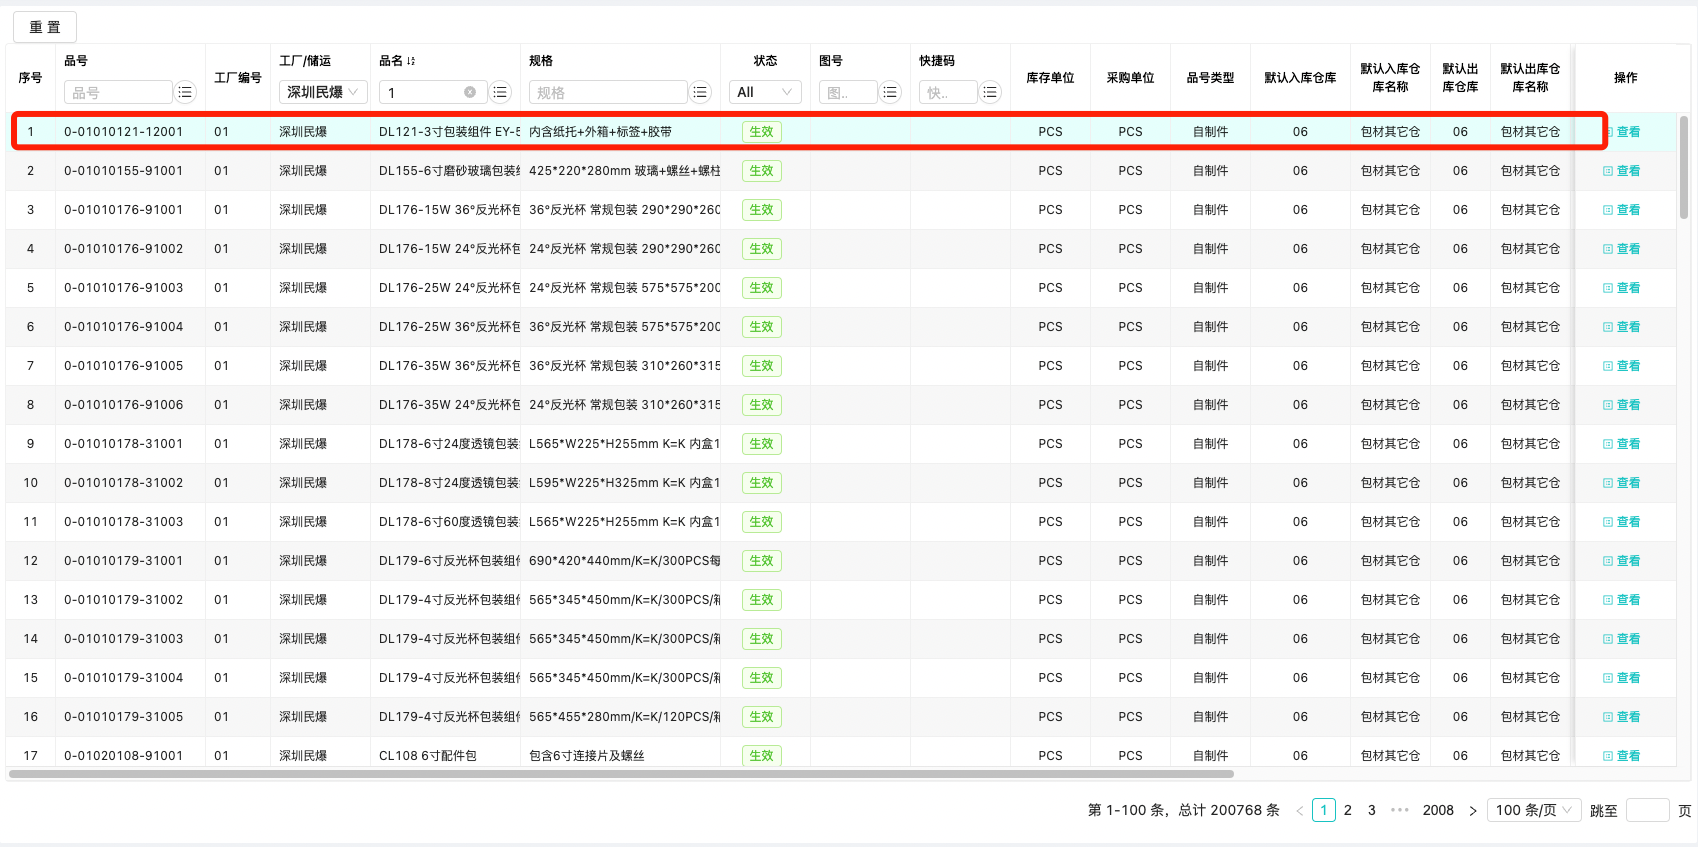 重 置
序号 品号 工厂编号 工厂/储运 品名 规格 状态 图号 快捷码 库存单位 采购单位 品号类型 默认入库仓库 默认入库仓库名称 默认出库仓库 默认出库仓库名称 操作
品号 深圳民爆 1 规格 All 图.. 快..
1 0-01010121-12001 01 深圳民爆 DL121-3寸包装组件 EY-5 内含纸托+外箱+标签+胶带 生效 PCS PCS 自制件 06 包材其它仓 06 包材其它仓 查看
2 0-01010155-91001 01 深圳民爆 DL155-6寸磨砂玻璃包装 425*220*280mm 玻璃+螺丝+螺柱 生效 PCS PCS 自制件 06 包材其它仓 06 包材其它仓 查看
3 0-01010176-91001 01 深圳民爆 DL176-15W 36°反光杯包 36°反光杯 常规包装 290*290*260 生效 PCS PCS 自制件 06 包材其它仓 06 包材其它仓 查看
4 0-01010176-91002 01 深圳民爆 DL176-15W 24°反光杯包 24°反光杯 常规包装 290*290*260 生效 PCS PCS 自制件 06 包材其它仓 06 包材其它仓 查看
5 0-01010176-91003 01 深圳民爆 DL176-25W 24°反光杯包 24°反光杯 常规包装 575*575*200 生效 PCS PCS 自制件 06 包材其它仓 06 包材其它仓 查看
6 0-01010176-91004 01 深圳民爆 DL176-25W 36°反光杯包 36°反光杯 常规包装 575*575*200 生效 PCS PCS 自制件 06 包材其它仓 06 包材其它仓 查看
7 0-01010176-91005 01 深圳民爆 DL176-35W 36°反光杯包 36°反光杯 常规包装 310*260*315 生效 PCS PCS 自制件 06 包材其它仓 06 包材其它仓 查看
8 0-01010176-91006 01 深圳民爆 DL176-35W 24°反光杯包 24°反光杯 常规包装 310*260*315 生效 PCS PCS 自制件 06 包材其它仓 06 包材其它仓 查看
9 0-01010178-31001 01 深圳民爆 DL178-6寸24度透镜包装 L565*W225*H255mm K=K 内盒1 生效 PCS PCS 自制件 06 包材其它仓 06 包材其它仓 查看
10 0-01010178-31002 01 深圳民爆 DL178-8寸24度透镜包装 L595*W225*H325mm K=K 内盒1 生效 PCS PCS 自制件 06 包材其它仓 06 包材其它仓 查看
11 0-01010178-31003 01 深圳民爆 DL178-6寸60度透镜包装 L565*W225*H255mm K=K 内盒1 生效 PCS PCS 自制件 06 包材其它仓 06 包材其它仓 查看
12 0-01010179-31001 01 深圳民爆 DL179-6寸反光杯包装组件 690*420*440mm/K=K/300PCS每 生效 PCS PCS 自制件 06 包材其它仓 06 包材其它仓 查看
13 0-01010179-31002 01 深圳民爆 DL179-4寸反光杯包装组件 565*345*450mm/K=K/300PCS/箱 生效 PCS PCS 自制件 06 包材其它仓 06 包材其它仓 查看
14 0-01010179-31003 01 深圳民爆 DL179-4寸反光杯包装组件 565*345*450mm/K=K/300PCS/箱 生效 PCS PCS 自制件 06 包材其它仓 06 包材其它仓 查看
15 0-01010179-31004 01 深圳民爆 DL179-4寸反光杯包装组件 565*345*450mm/K=K/300PCS/箱 生效 PCS PCS 自制件 06 包材其它仓 06 包材其它仓 查看
16 0-01010179-31005 01 深圳民爆 DL179-4寸反光杯包装组件 565*455*280mm/K=K/120PCS/箱 生效 PCS PCS 自制件 06 包材其它仓 06 包材其它仓 查看
17 0-01020108-91001 01 深圳民爆 CL108 6寸配件包 包含6寸连接片及螺丝 生效 PCS PCS 自制件 06 包材其它仓 06 包材其它仓 查看
第 1-100 条，总计 200768 条 < 1 2 3 ••• 2008 > 100 条/页 跳至 页